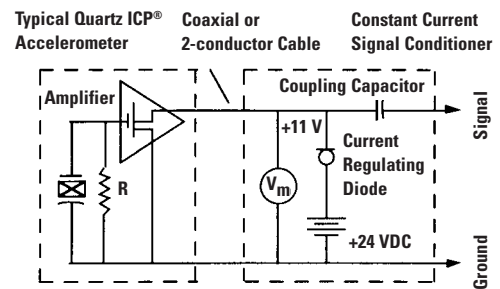 Typical Quartz ICP®
Accelerometer
Coaxial or
2-conductor Cable
Constant Current
Signal Conditioner
Amplifier
R
Coupling Capacitor
+11 V
Vm
Current
Regulating
Diode
+24 VDC
Signal
Ground